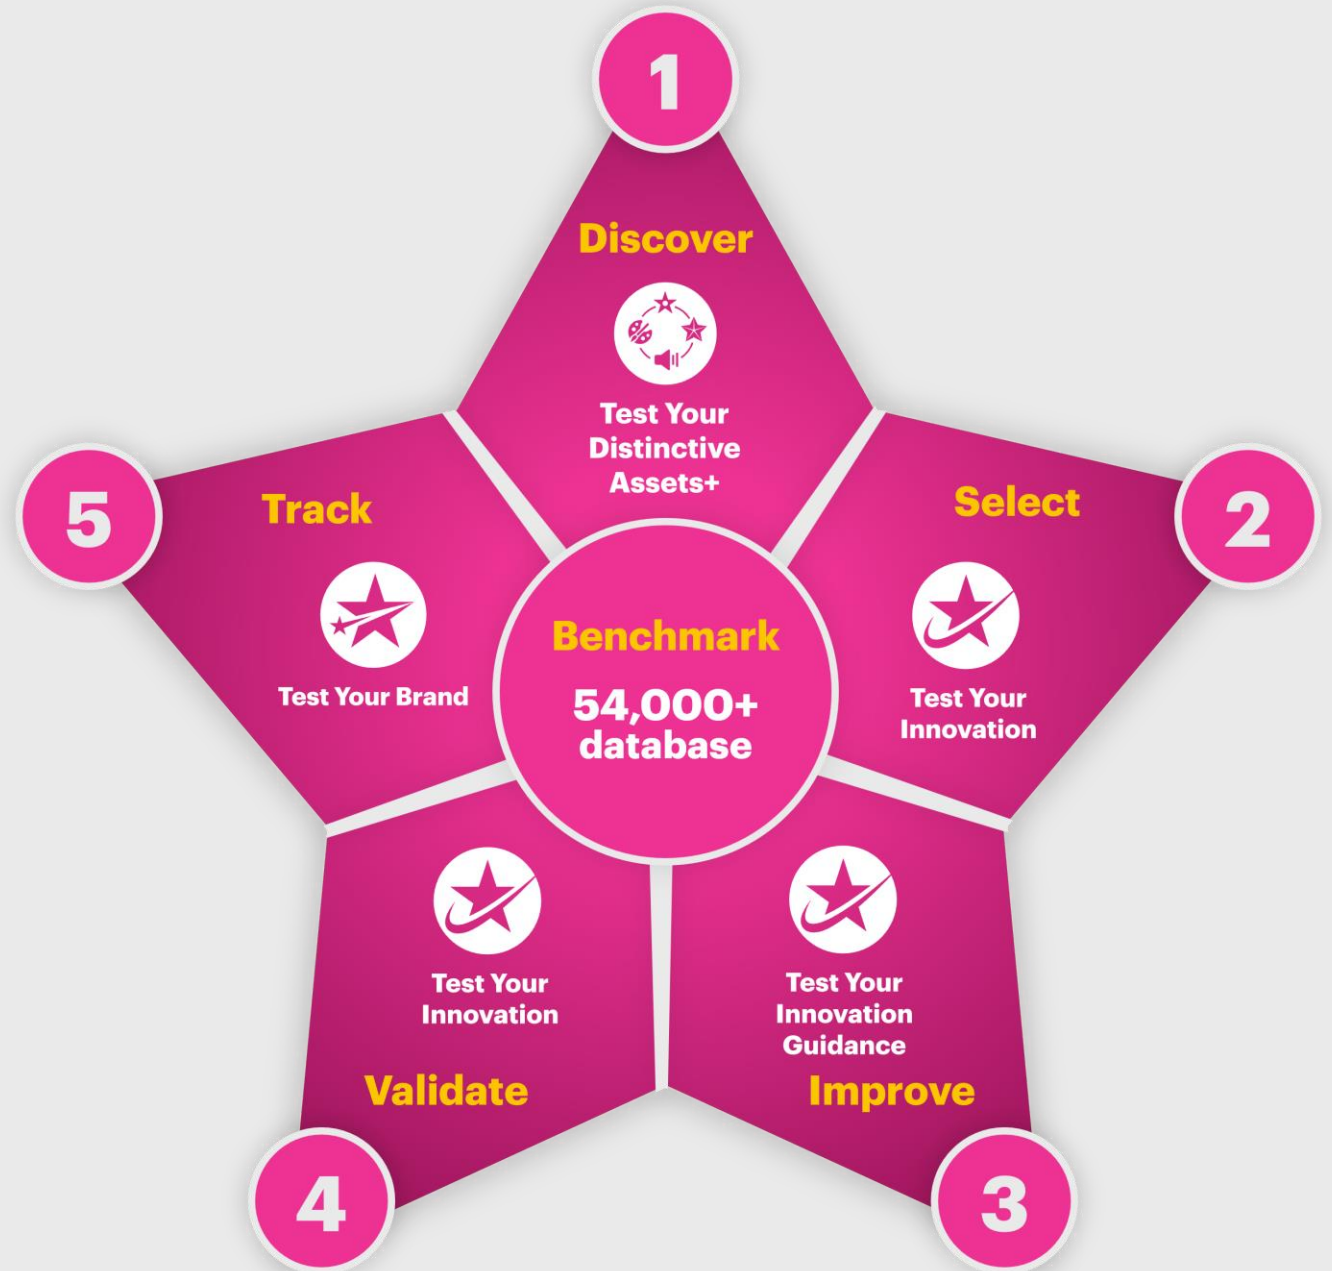 1
Discover
Test Your
Distinctive
Assets+
2
Select
Test Your
Innovation
3
Test Your
Innovation
Guidance
Improve
4
Test Your
Innovation
Validate
5
Track
Test Your Brand
Benchmark
54,000+
database